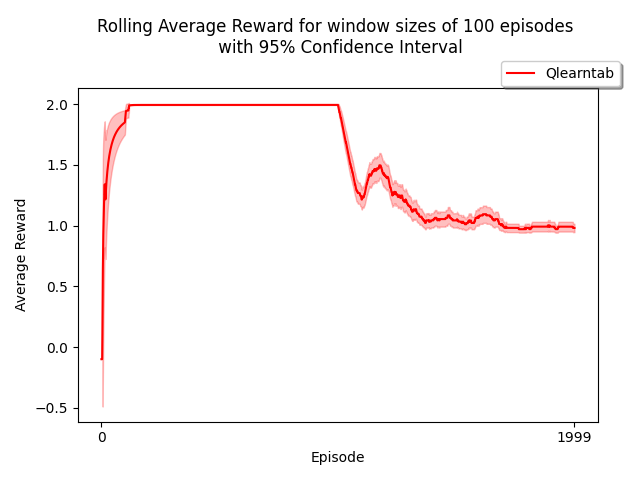 Rolling Average Reward for window sizes of 100 episodes
with 95% Confidence Interval
Qlearntab
2.0
1.5
1.0
0.5
0.0
−0.5
Average Reward
0
1999
Episode